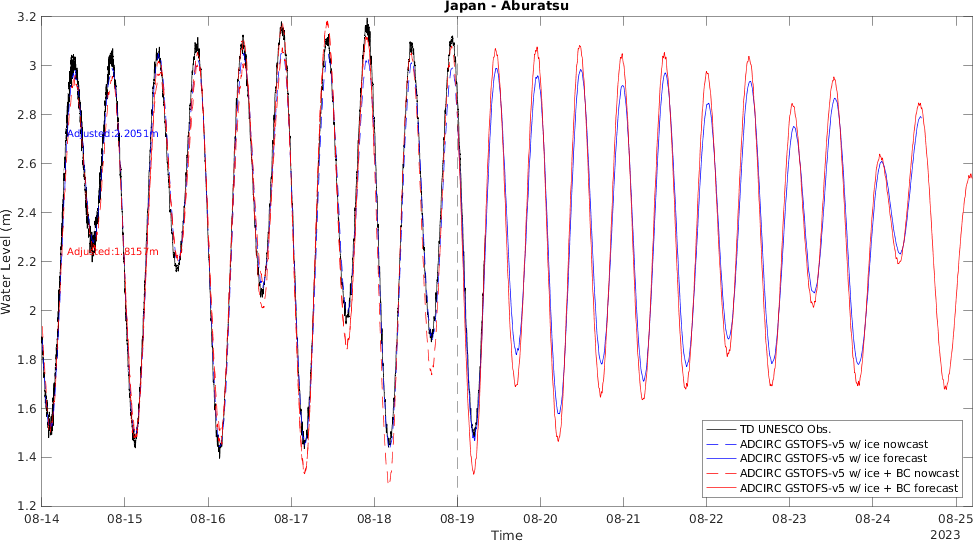 Japan - Aburatsu
3.2
3
2.8
2.6
2.4
2.2
2
1.8
1.6
1.4
1.2
Water Level (m)
Adjusted:2.2051m
Adjusted:1.8157m
TD UNESCO Obs.
ADCIRC GSTOFS-v5 w/ ice nowcast
ADCIRC GSTOFS-v5 w/ ice forecast
ADCIRC GSTOFS-v5 w/ ice + BC nowcast
ADCIRC GSTOFS-v5 w/ ice + BC forecast
08-14 08-15 08-16 08-17 08-18 08-19 08-20 08-21 08-22 08-23 08-24 08-25
Time
2023